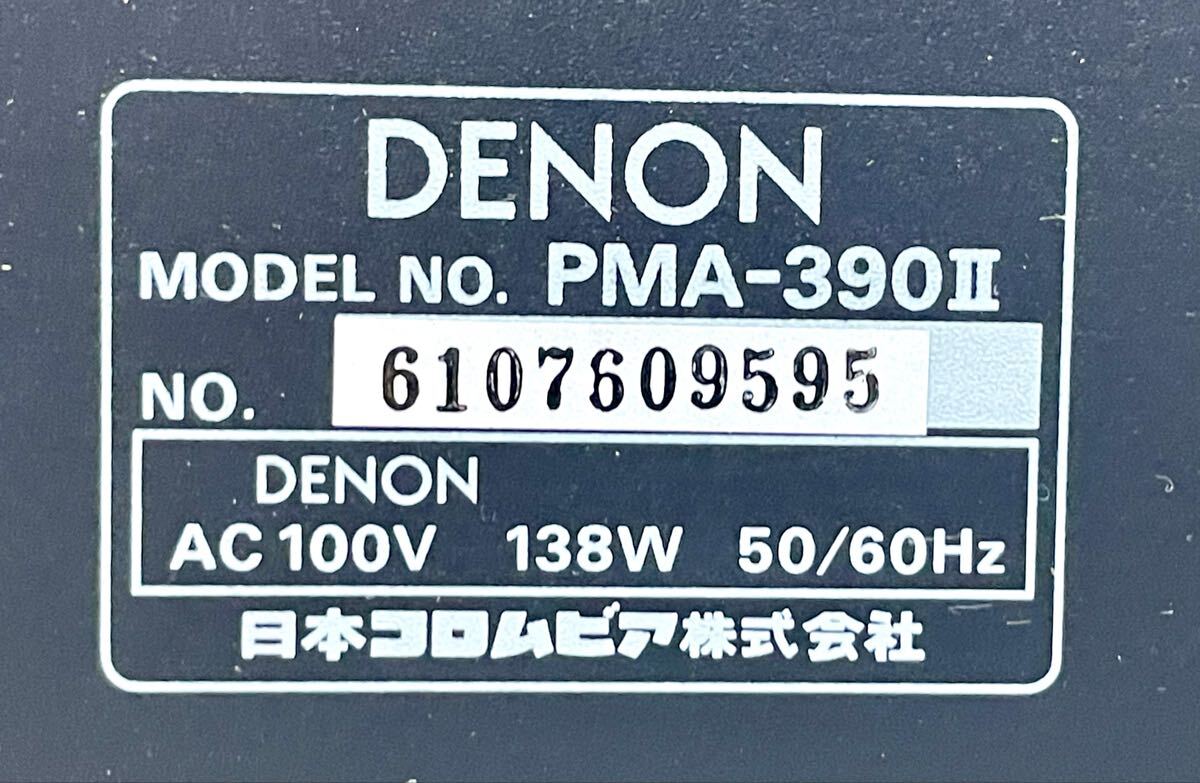 DENON
MODEL NO. PMA-390II
NO. 6107609595
DENON
AC 100V 138W 50/60Hz
日本コロムビア株式会社